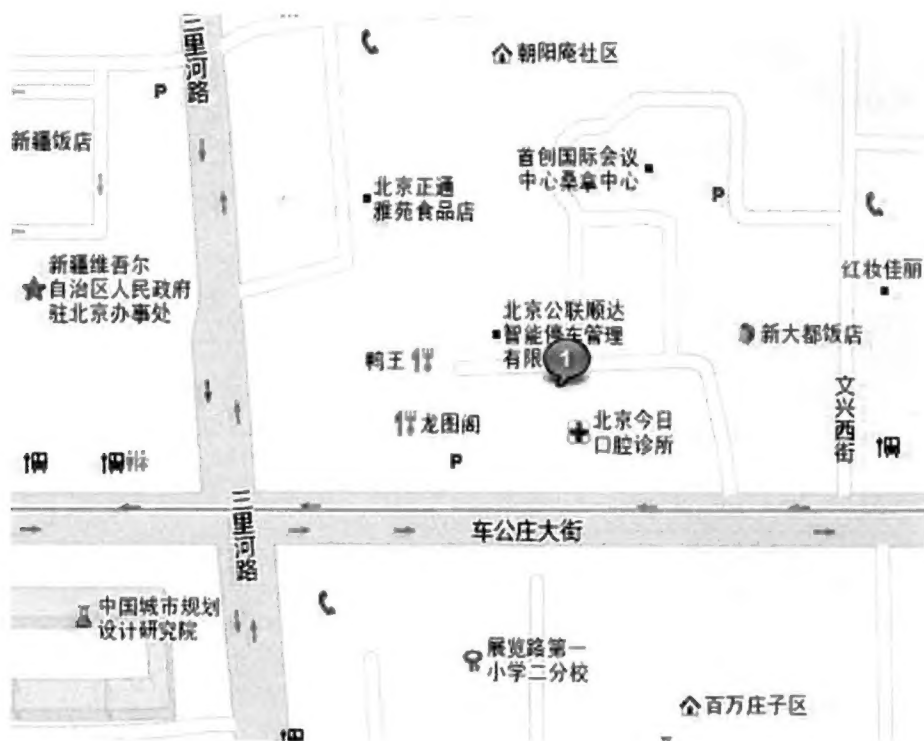 三里河路
朝阳庵社区
P
新疆饭店
首创国际会议
中心桑拿中心
北京正通
雅苑食品店
P
新疆维吾尔
自治区人民政府
驻北京办事处
红妆佳丽
北京公联顺达
智能停车管理
有限
1
新大都饭店
鸭王
文兴西街
龙图阁
北京今日
口腔诊所
P
三里河路
车公庄大街
中国城市规划
设计研究院
展览路第一
小学二分校
百万庄子区